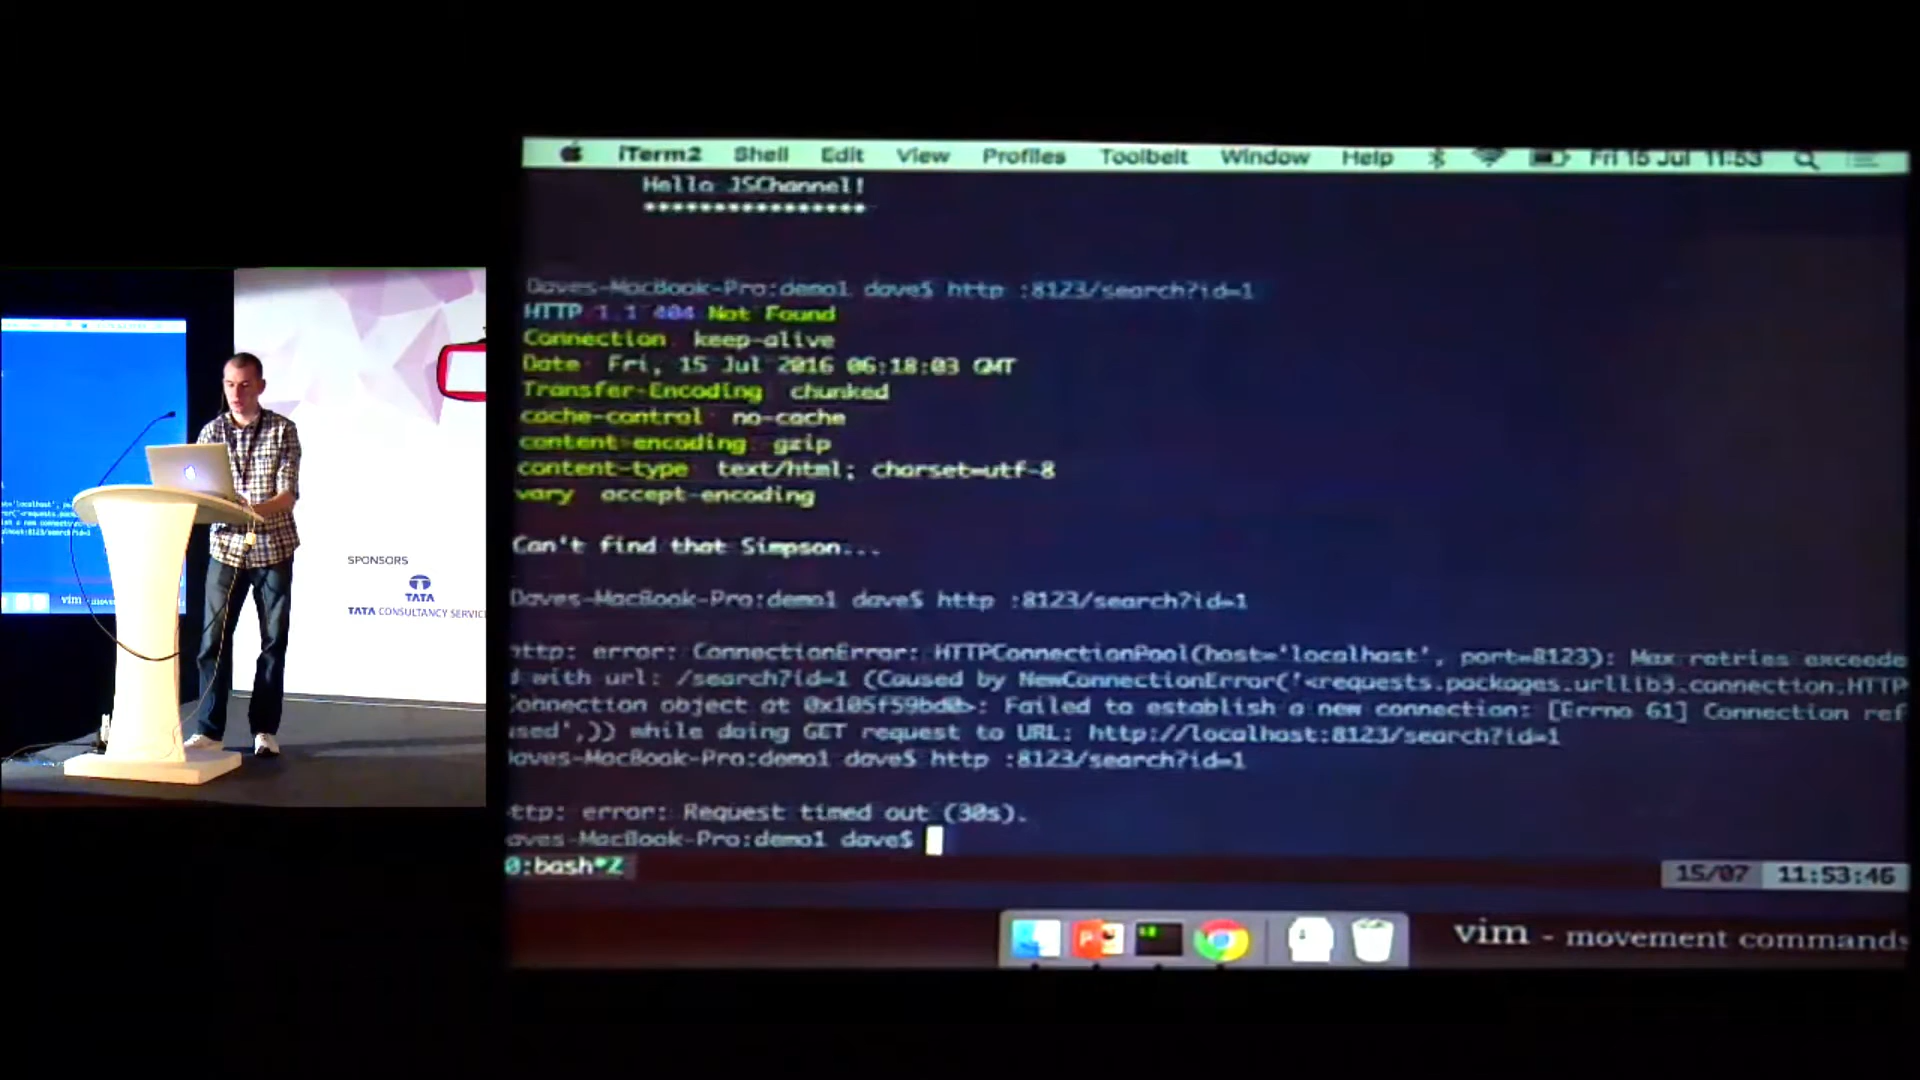 iTerm2 Shell Edit View Profiles Toolbelt Window Help Fri 15 Jul 11:53
Hello JSChannel!
****************
Daves-MacBook-Pro:demo1 dave$ http :8123/search?id=1
HTTP 1.1 404 Not Found
Connection keep-alive
Date Fri, 15 Jul 2016 06:18:03 GMT
Transfer-Encoding chunked
cache-control no-cache
content-encoding gzip
content-type text/html; charset=utf-8
vary accept-encoding
Can't find that Simpson...
Daves-MacBook-Pro:demo1 dave$ http :8123/search?id=1
http: error: ConnectionError: HTTPConnectionPool(host='localhost', port=8123): Max retries exceede
d with url: /search?id=1 (Caused by NewConnectionError('<requests.packages.urllib3.connection.HTTP
Connection object at 0x105f59bd0>: Failed to establish a new connection: [Errno 61] Connection ref
used',)) while doing GET request to URL: http://localhost:8123/search?id=1
Daves-MacBook-Pro:demo1 dave$ http :8123/search?id=1
ttp: error: Request timed out (30s).
aves-MacBook-Pro:demo1 dave$
0:bash*Z
15/07 11:53:46
vim - movement commands
SPONSORS
TATA
TATA CONSULTANCY SERVIC